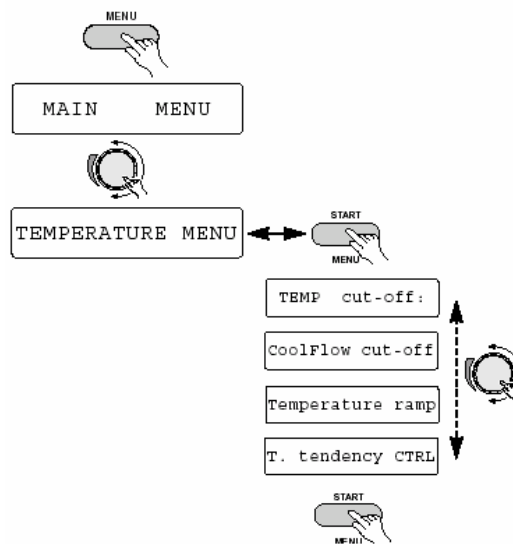 MENU
MAIN MENU
TEMPERATURE MENU
START
MENU
TEMP cut-off:
CoolFlow cut-off
Temperature ramp
T. tendency CTRL
START
MENU